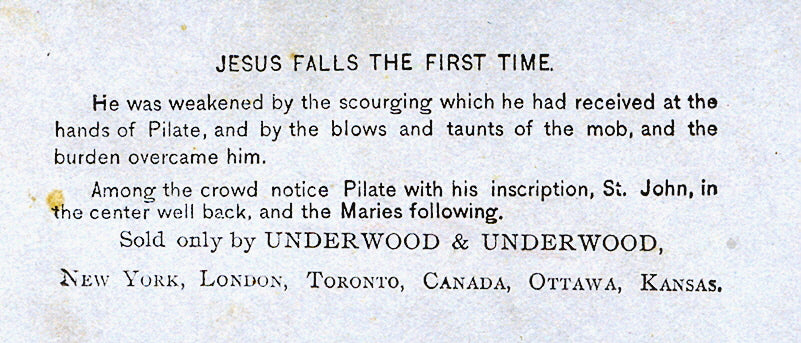 JESUS FALLS THE FIRST TIME.
He was weakened by the scourging which he had received at the
hands of Pilate, and by the blows and taunts of the mob, and the
burden overcame him.
Among the crowd notice Pilate with his inscription, St. John, in
the center well back, and the Maries following.
Sold only by UNDERWOOD & UNDERWOOD,
NEW YORK, LONDON, TORONTO, CANADA, OTTAWA, KANSAS.